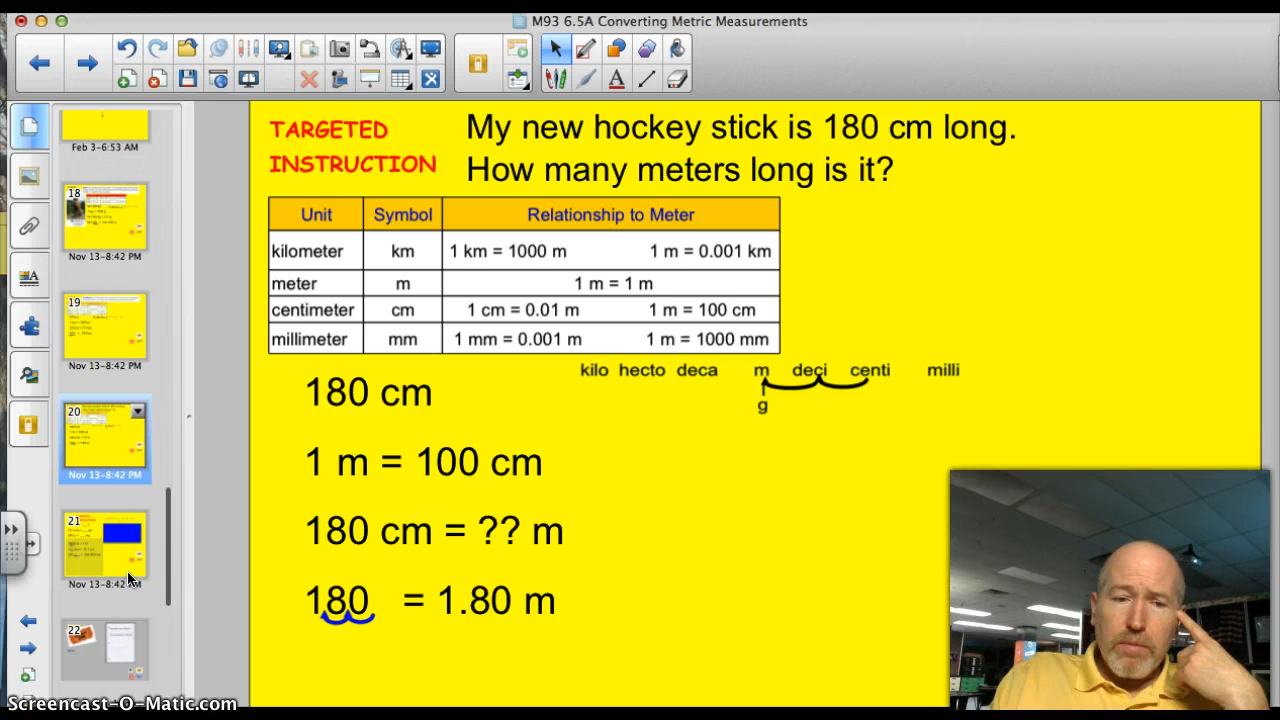 M93 6.5A Converting Metric Measurements
Feb 3-6:53 AM
18
Nov 13-8:42 PM
19
Nov 13-8:42 PM
20
Nov 13-8:42 PM
21
Nov 13-8:42 PM
22
TARGETED
INSTRUCTION
My new hockey stick is 180 cm long.
How many meters long is it?
Unit Symbol Relationship to Meter
kilometer km 1 km = 1000 m 1 m = 0.001 km
meter m 1 m = 1 m
centimeter cm 1 cm = 0.01 m 1 m = 100 cm
millimeter mm 1 mm = 0.001 m 1 m = 1000 mm
kilo hecto deca m deci centi milli
g
180 cm
1 m = 100 cm
180 cm = ?? m
180 = 1.80 m
Screencast-O-Matic.com